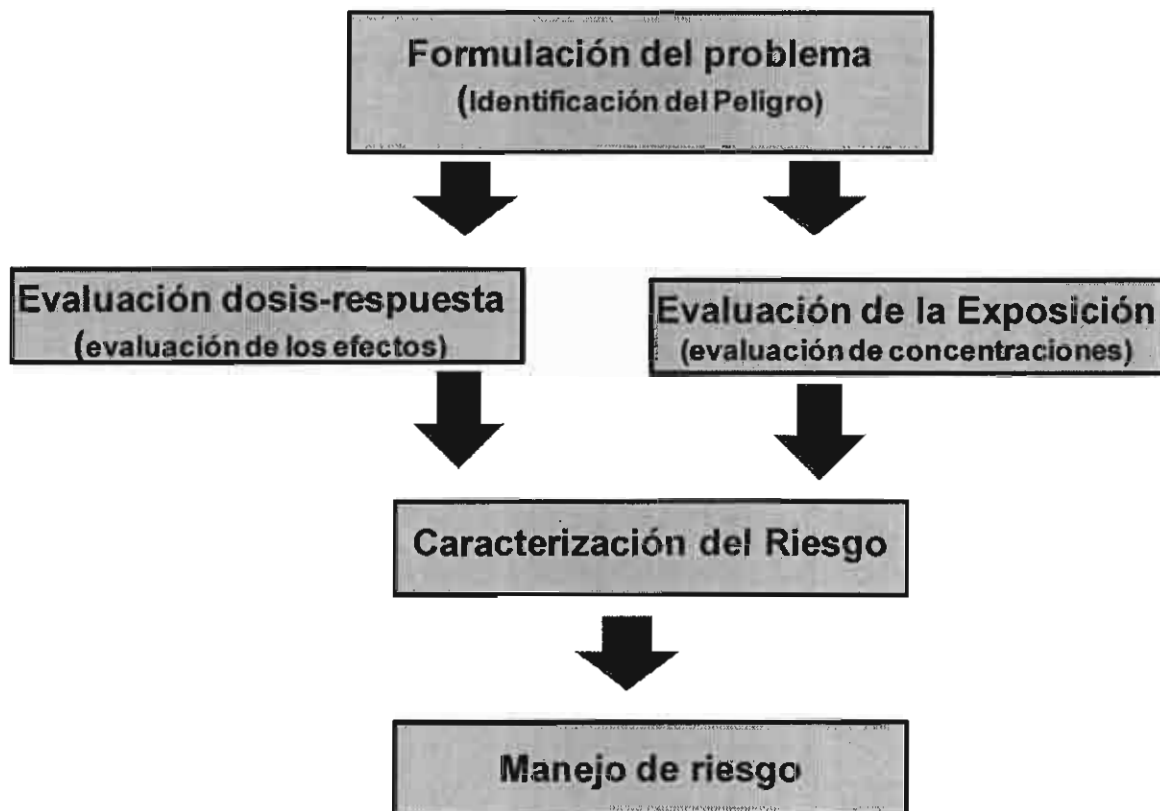 Formulación del problema
(Identificación del Peligro)
Evaluación dosis-respuesta
(evaluación de los efectos)
Evaluación de la Exposición
(evaluación de concentraciones)
Caracterización del Riesgo
Manejo de riesgo